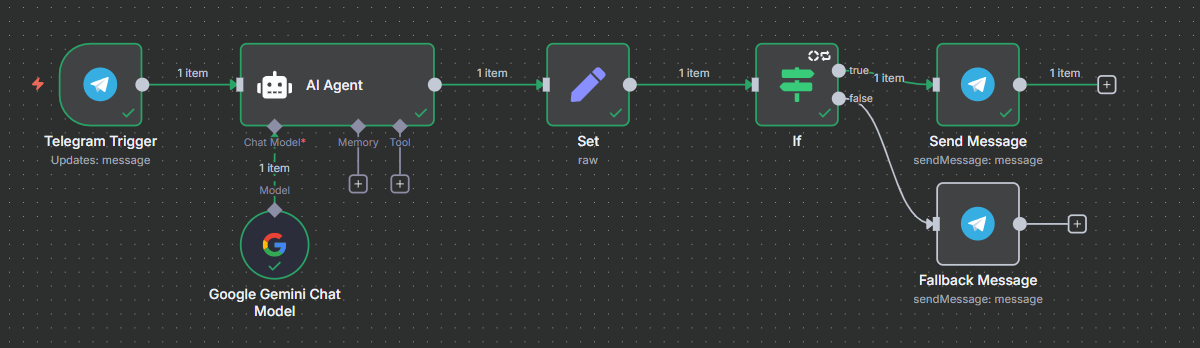 1 item
AI Agent
1 item
1 item
true
1 item
1 item
false
Telegram Trigger
Updates: message
Chat Model*
Memory
Tool
1 item
Model
Set
raw
If
Send Message
sendMessage: message
Google Gemini Chat
Model
Fallback Message
sendMessage: message